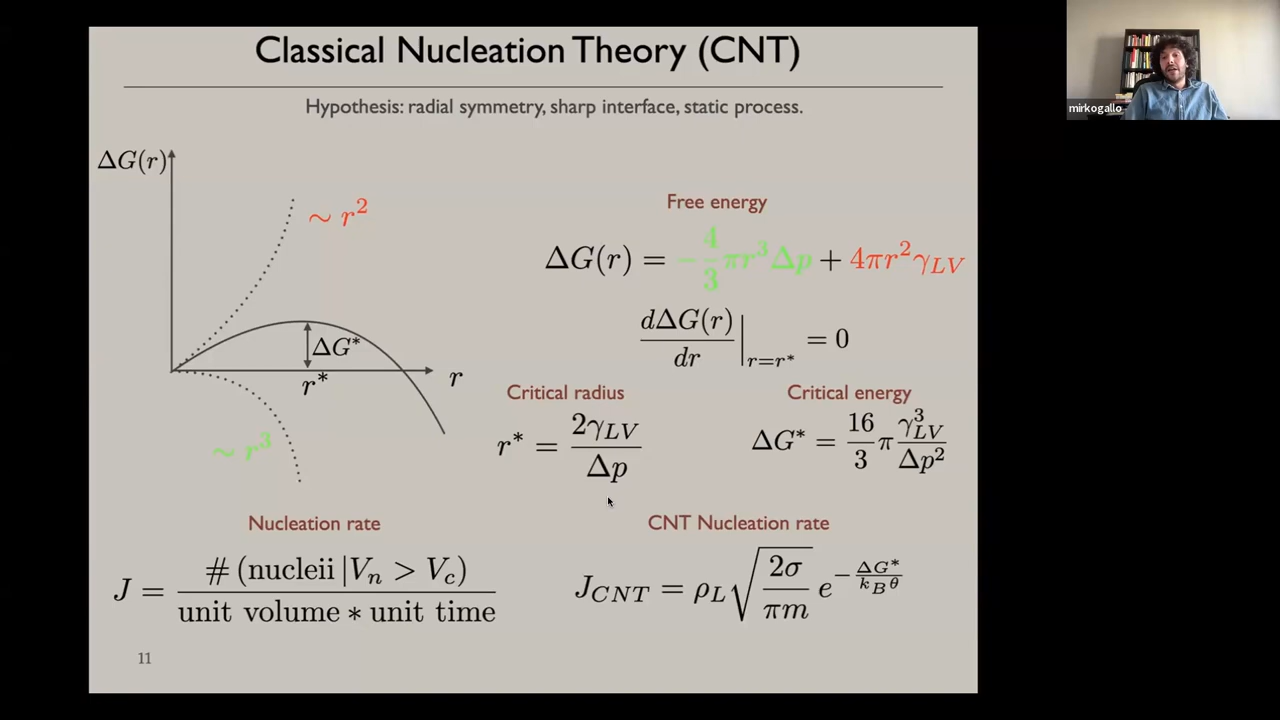 Classical Nucleation Theory (CNT)
Hypothesis: radial symmetry, sharp interface, static process.
ΔG(r)
~ r²
ΔG*
r*
r
~ r³
Free energy
ΔG(r) = −4/3 πr³Δp + 4πr²γ_LV
dΔG(r)/dr |_{r=r*} = 0
Critical radius
r* = 2γ_LV/Δp
Critical energy
ΔG* = 16/3 π γ³_LV/Δp²
Nucleation rate
J = # (nucleii |V_n > V_c) / unit volume * unit time
CNT Nucleation rate
J_CNT = ρ_L √(2σ/πm) e^{−ΔG*/k_Bθ}
11
mirkogallo